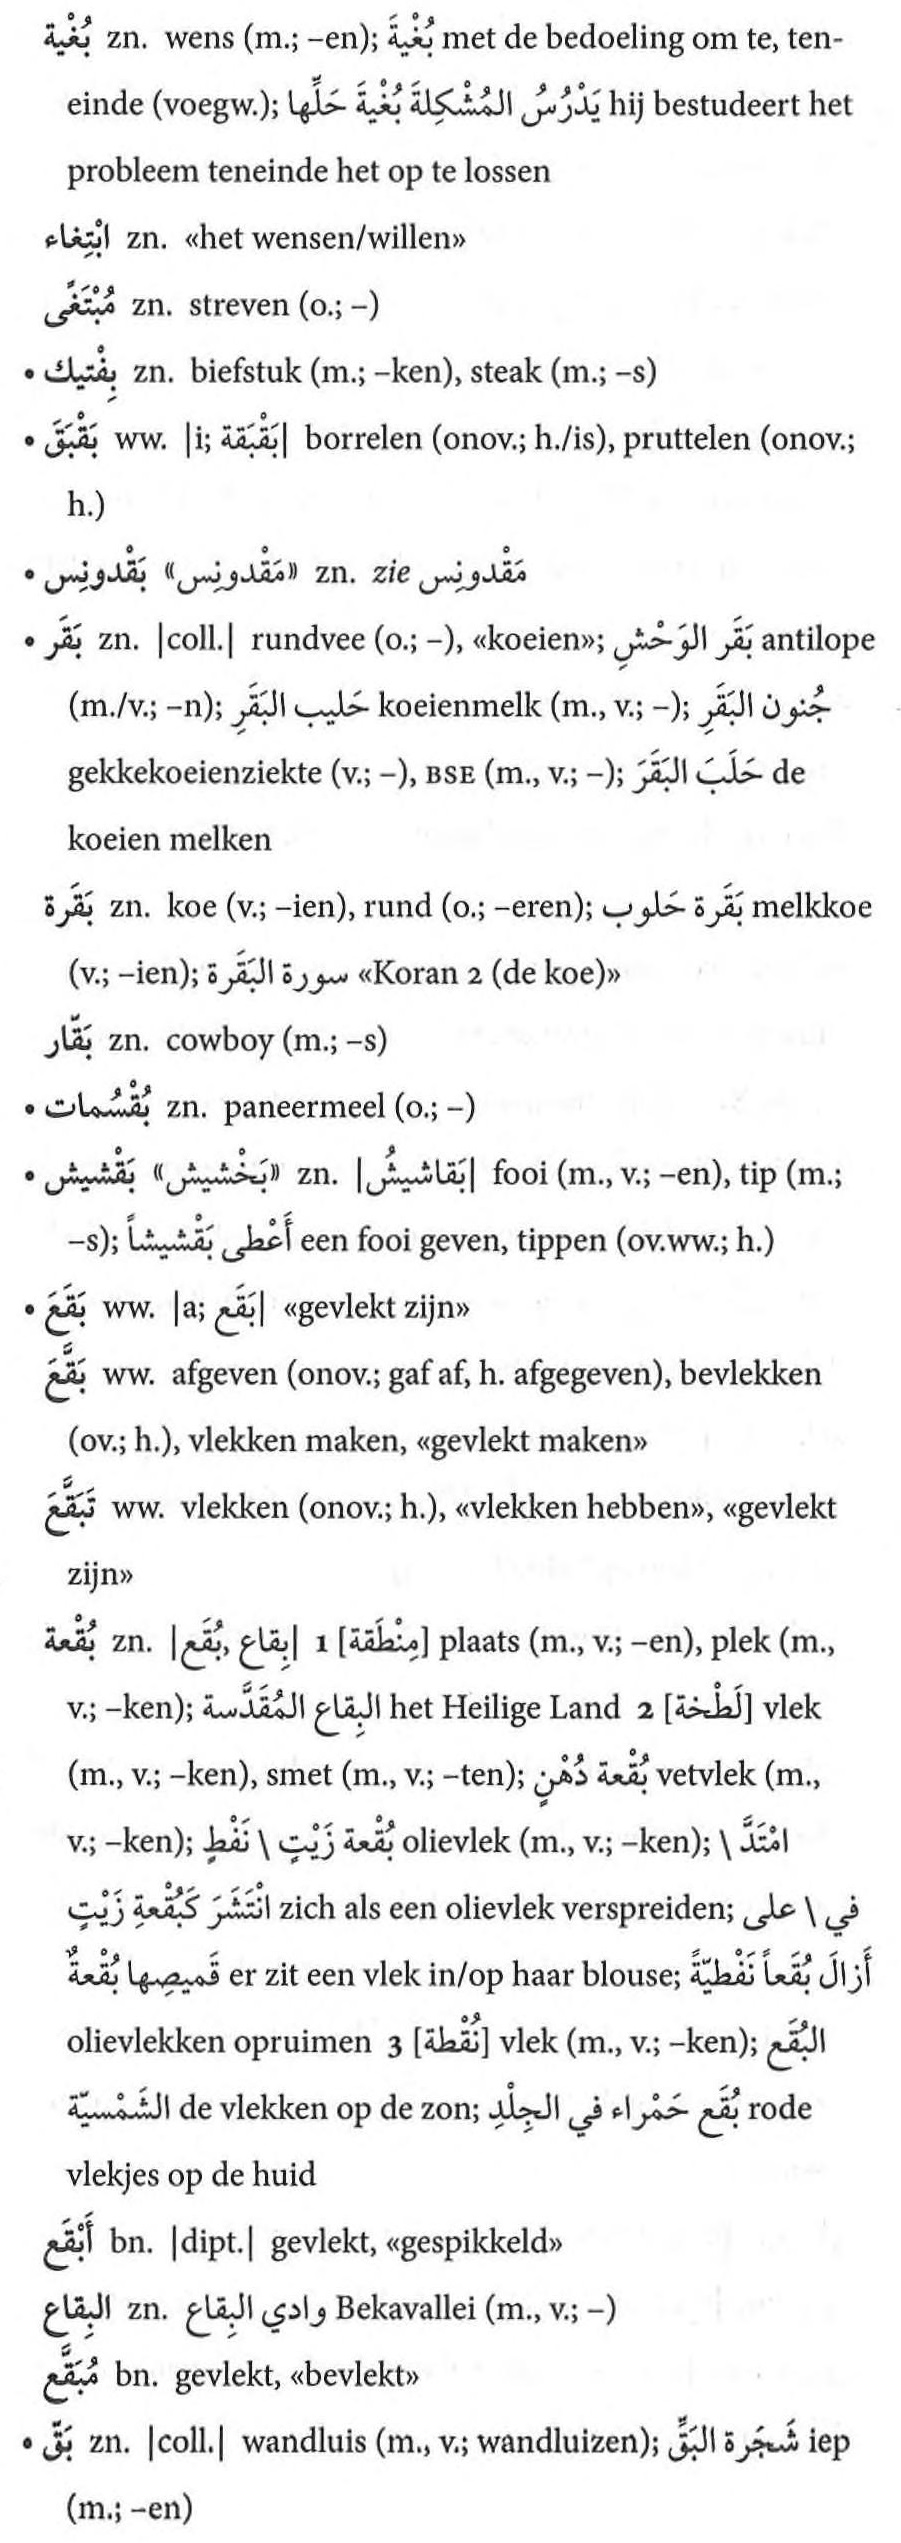 بُغْية zn. wens (m.; –en); بُغْيةَ met de bedoeling om te, ten-
einde (voegw.); يَدْرُسُ المُشْكِلةَ بُغْيةَ حَلِّها hij bestudeert het
probleem teneinde het op te lossen
ابْتِغاء zn. «het wensen/willen»
مُبْتَغًى zn. streven (o.; –)
• بِفْتيك zn. biefstuk (m.; –ken), steak (m.; –s)
• بَقْبَقَ ww. |i; بَقْبَقة| borrelen (onov.; h./is), pruttelen (onov.;
h.)
• بَقْدونِس «مَقْدونِس» zn. zie مَقْدونِس
• بَقَر zn. |coll.| rundvee (o.; –), «koeien»; بَقَر الوَحْشِ antilope
(m./v.; –n); حَليب البَقَرِ koeienmelk (m., v.; –); جُنون البَقَرِ
gekkekoeienziekte (v.; –), BSE (m., v.; –); حَلَبَ البَقَرَ de
koeien melken
بَقَرة zn. koe (v.; –ien), rund (o.; –eren); بَقَرة حَلوب melkkoe
(v.; –ien); سورة البَقَرة «Koran 2 (de koe)»
بَقّار zn. cowboy (m.; –s)
• بُقْسُمات zn. paneermeel (o.; –)
• بَقْشيش «بَخْشيش» zn. |بَقاشيشُ| fooi (m., v.; –en), tip (m.;
–s); أَعْطى بَقْشيشاً een fooi geven, tippen (ov.ww.; h.)
• بَقَعَ ww. |a; بَقَع| «gevlekt zijn»
بَقَّعَ ww. afgeven (onov.; gaf af, h. afgegeven), bevlekken
(ov.; h.), vlekken maken, «gevlekt maken»
تَبَقَّعَ ww. vlekken (onov.; h.), «vlekken hebben», «gevlekt
zijn»
بُقْعة zn. |بِقاع ,بُقَع| 1 [مِنْطَقة] plaats (m., v.; –en), plek (m.,
v.; –ken); البِقاع المُقَدَّسة het Heilige Land 2 [لَطْخة] vlek
(m., v.; –ken), smet (m., v.; –ten); بُقْعة دُهْنٍ vetvlek (m.,
v.; –ken); بُقْعة زَيْتٍ \ نَفْطٍ olievlek (m., v.; –ken); امْتَدَّ \
انْتَشَرَ كَبُقْعةِ زَيْتٍ zich als een olievlek verspreiden; في \ على
قَميصِها بُقْعةٌ er zit een vlek in/op haar blouse; أَزالَ بُقَعاً نَفْطيّةً
olievlekken opruimen 3 [نُقْطة] vlek (m., v.; –ken); البُقَع
الشَمْسيّة de vlekken op de zon; بُقَع حَمْراء في الجِلْدِ rode
vlekjes op de huid
أَبْقَع bn. |dipt.| gevlekt, «gespikkeld»
البِقاع zn. وادي البِقاع Bekavallei (m., v.; –)
مُبَقَّع bn. gevlekt, «bevlekt»
• بَقّ zn. |coll.| wandluis (m., v.; wandluizen); شَجَرة البَقِّ iep
(m.; –en)